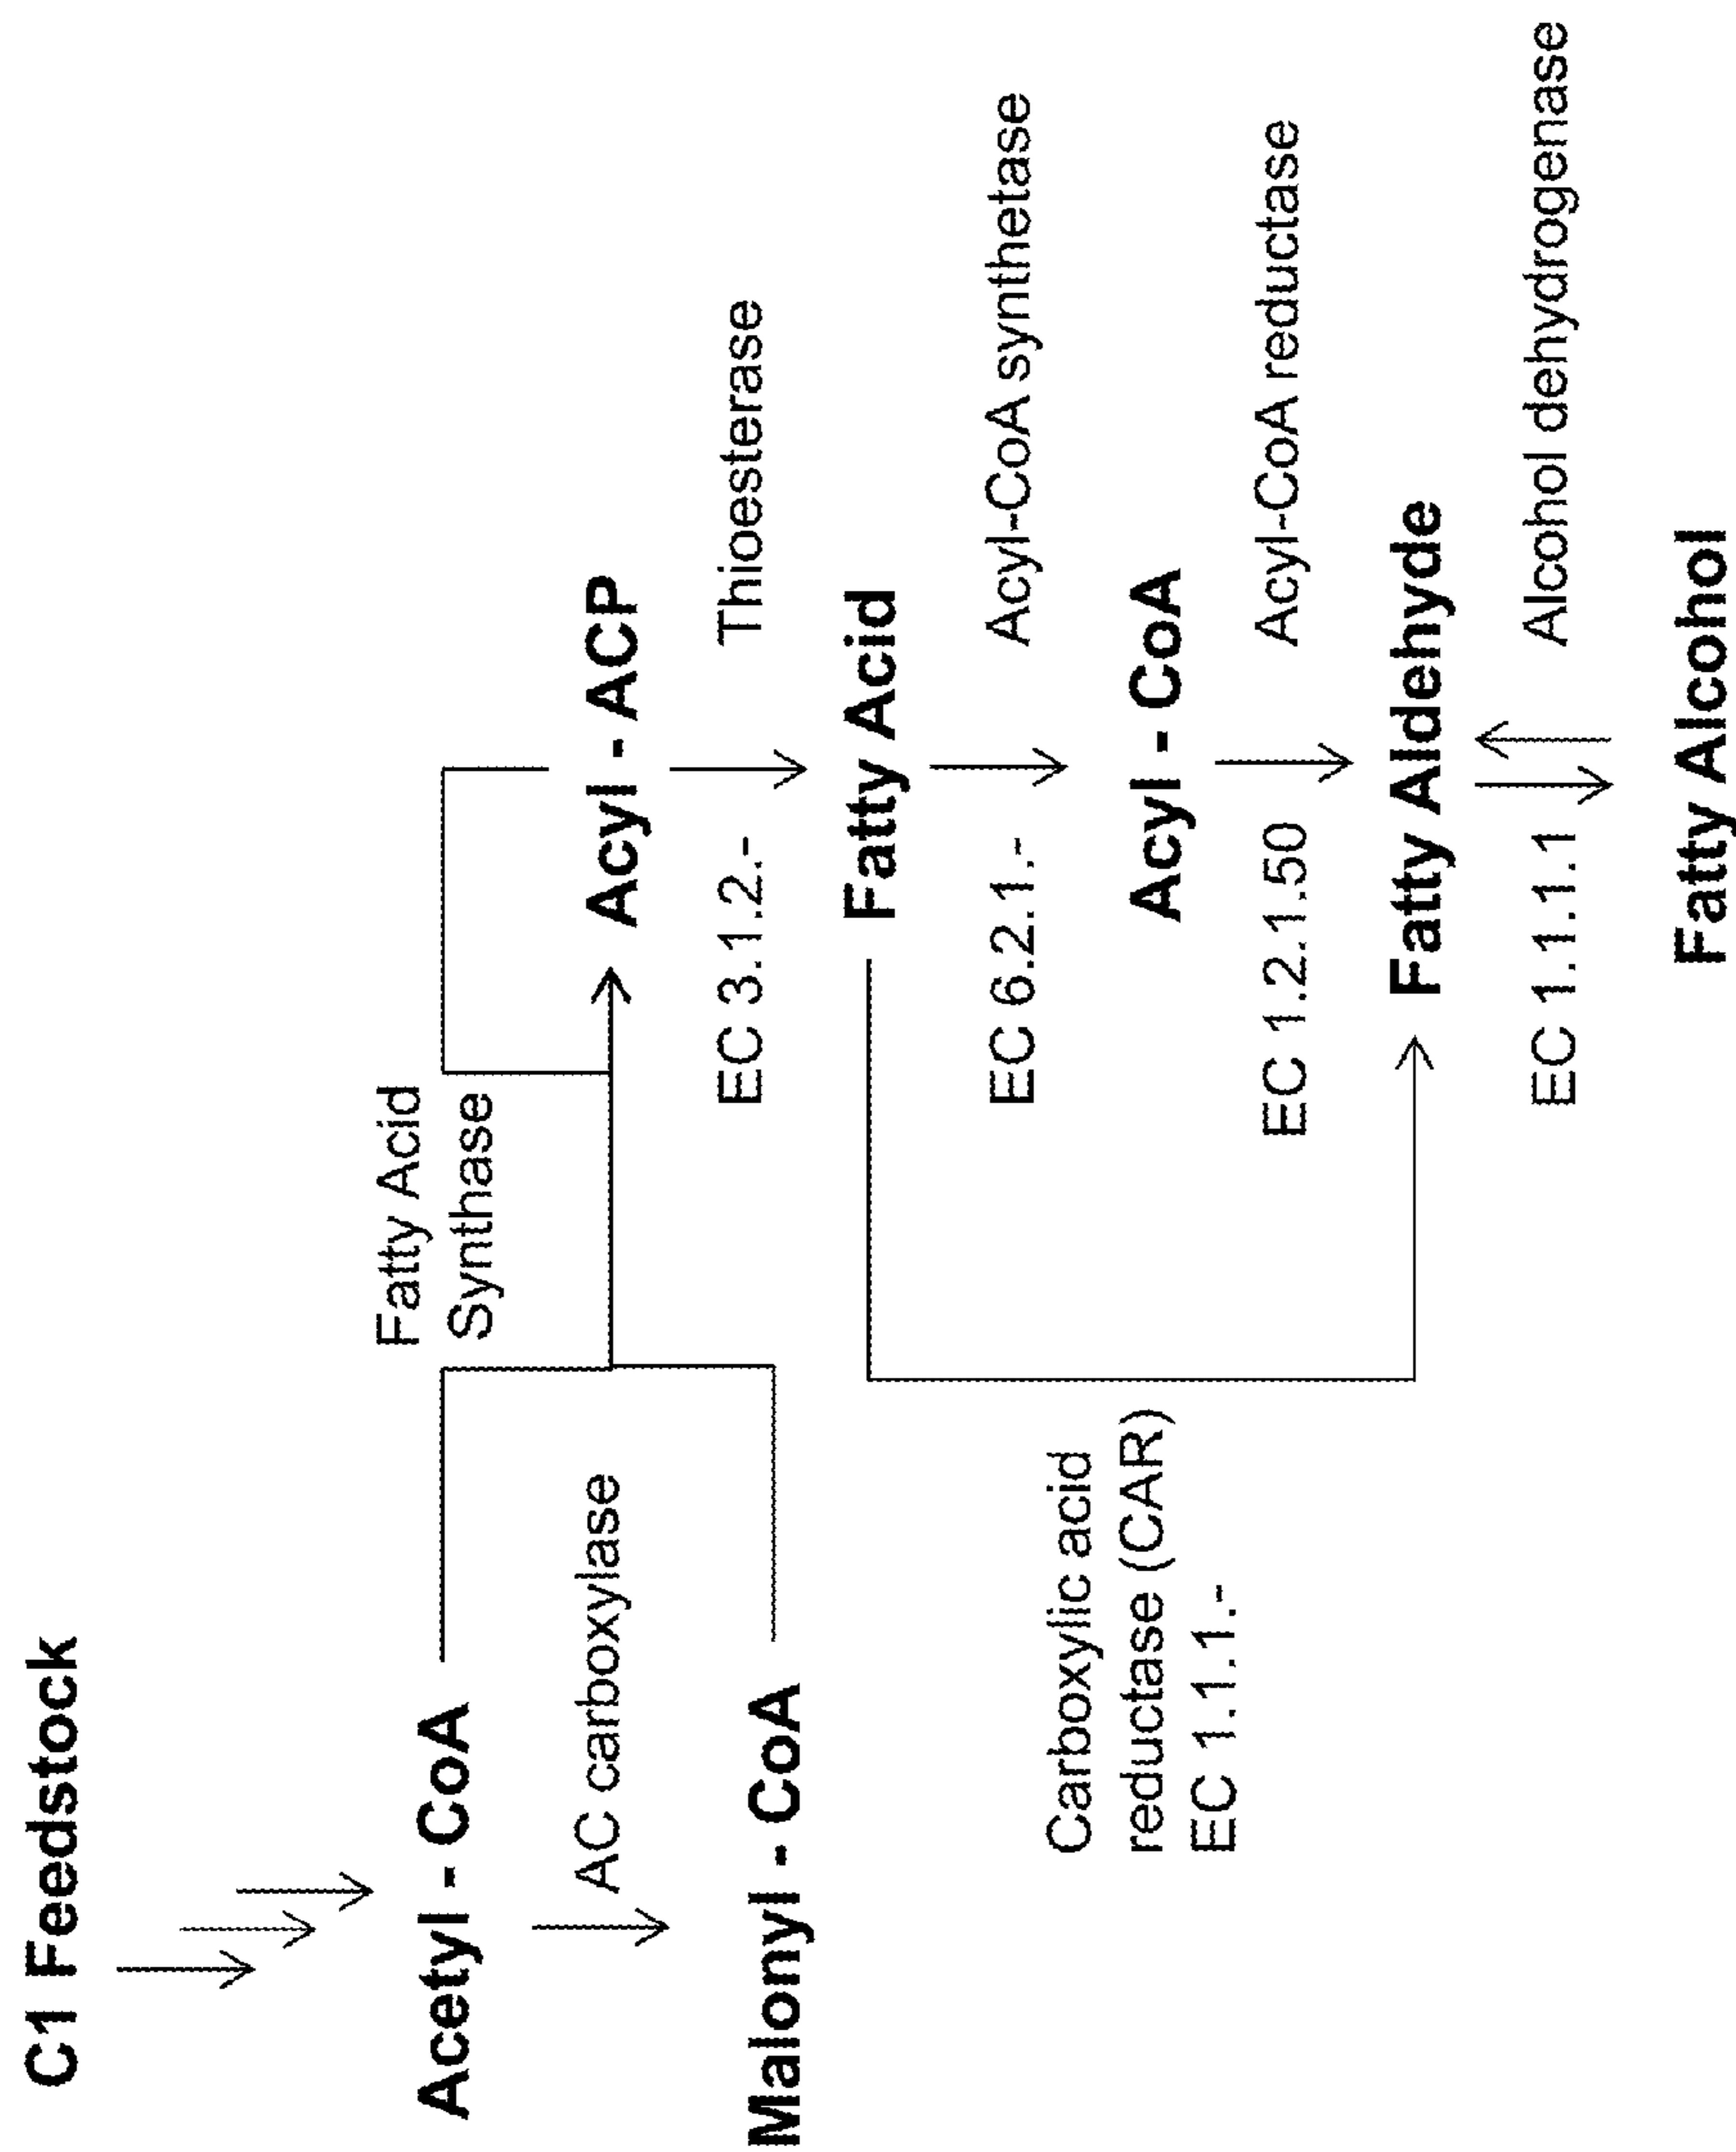 C1 Feedstock
Acetyl - CoA
AC carboxylase
Malonyl - CoA
Fatty Acid
Synthase
Acyl - ACP
EC 3.1.2.-
Thioesterase
Fatty Acid
EC 6.2.1.-
Acyl-CoA synthetase
Carboxylic acid
reductase (CAR)
EC 1.1.1.-
Acyl - CoA
EC 1.2.1.50
Acyl-CoA reductase
Fatty Aldehyde
EC 1.1.1.1
Alcohol dehydrogenase
Fatty Alcohol